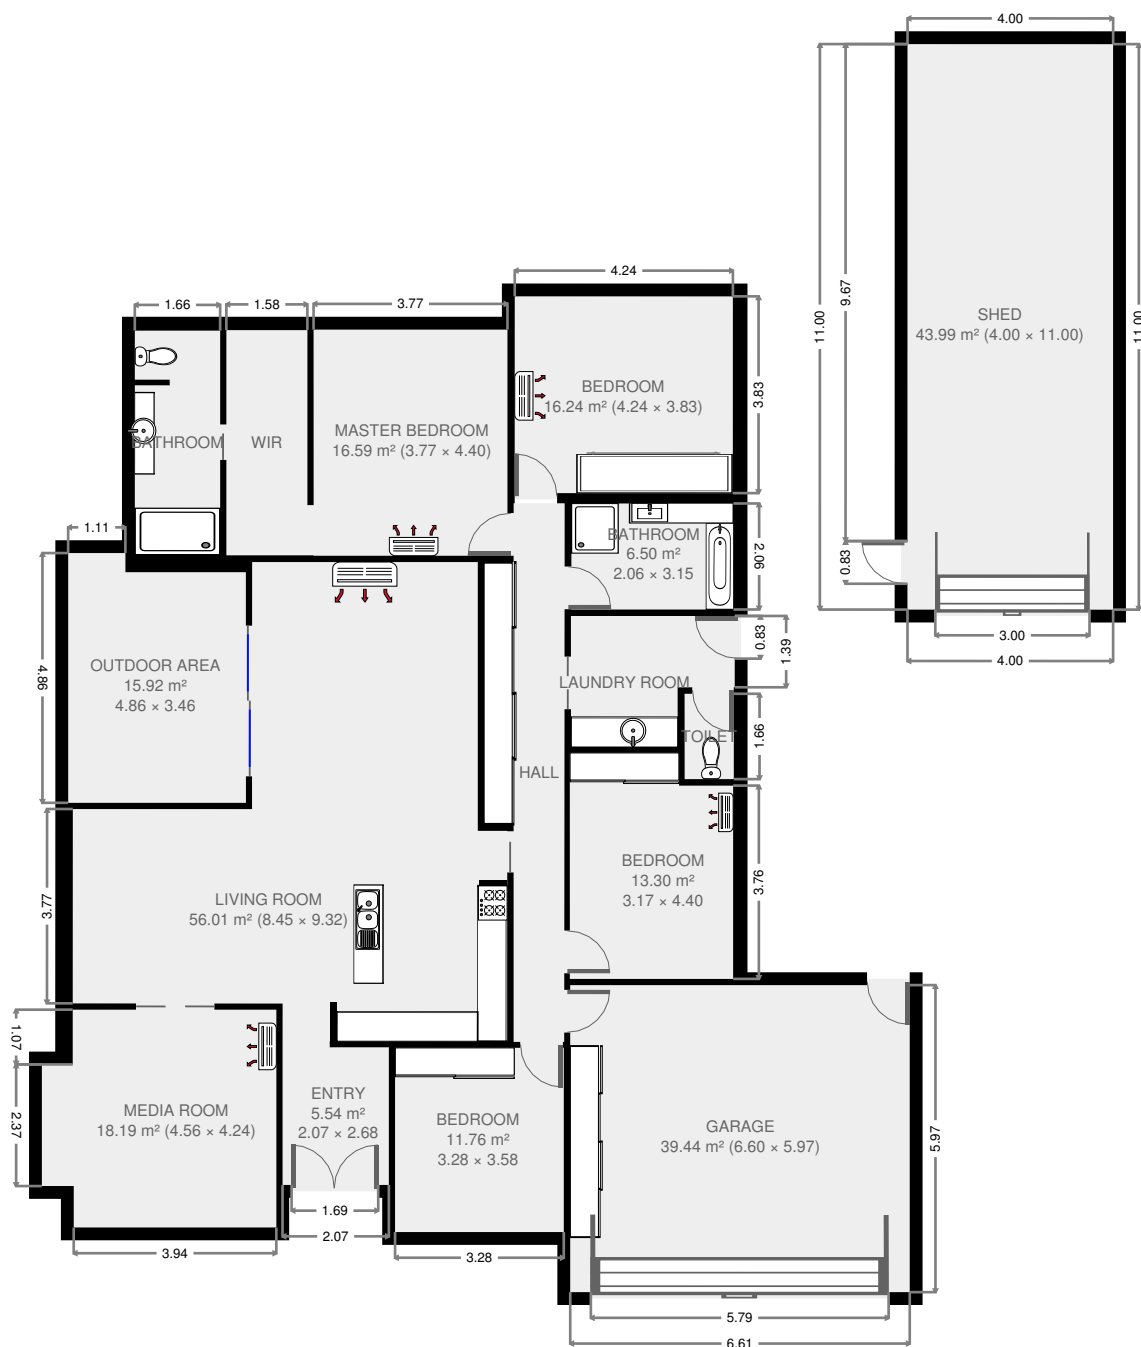 4.00
11.00
9.67
11.00
SHED
43.99 m² (4.00 × 11.00)
0.83
3.00
4.00
4.24
1.66
1.58
3.77
3.83
BEDROOM
16.24 m² (4.24 × 3.83)
BATHROOM
WIR
MASTER BEDROOM
16.59 m² (3.77 × 4.40)
1.11
BATHROOM
6.50 m²
2.06 × 3.15
2.06
4.86
OUTDOOR AREA
15.92 m²
4.86 × 3.46
0.83
1.39
LAUNDRY ROOM
TOILET
1.66
HALL
3.77
LIVING ROOM
56.01 m² (8.45 × 9.32)
BEDROOM
13.30 m²
3.17 × 4.40
3.76
1.07
2.37
MEDIA ROOM
18.19 m² (4.56 × 4.24)
ENTRY
5.54 m²
2.07 × 2.68
BEDROOM
11.76 m²
3.28 × 3.58
GARAGE
39.44 m² (6.60 × 5.97)
5.97
1.69
2.07
3.94
3.28
5.79
6.61